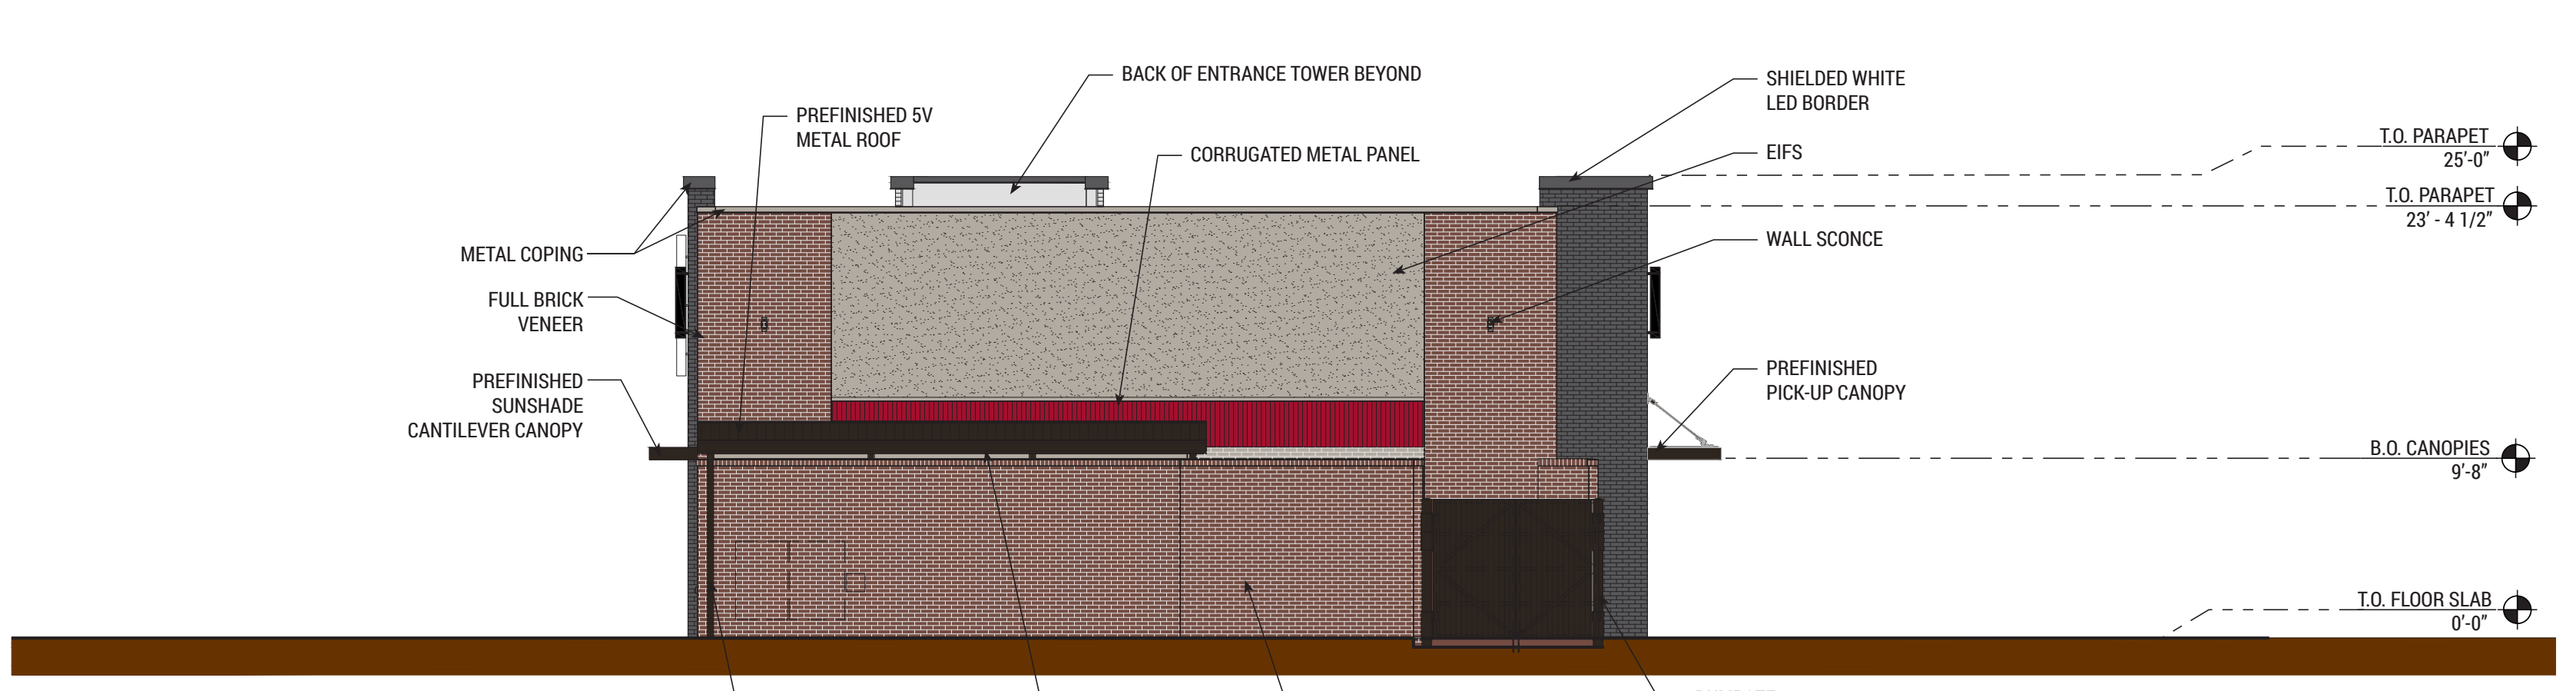 BACK OF ENTRANCE TOWER BEYOND
SHIELDED WHITE
LED BORDER
PREFINISHED 5V
METAL ROOF
CORRUGATED METAL PANEL
EIFS
T.O. PARAPET
25'-0"
T.O. PARAPET
23' - 4 1/2"
METAL COPING
WALL SCONCE
FULL BRICK
VENEER
PREFINISHED
SUNSHADE
CANTILEVER CANOPY
PREFINISHED
PICK-UP CANOPY
B.O. CANOPIES
9'-8"
T.O. FLOOR SLAB
0'-0"